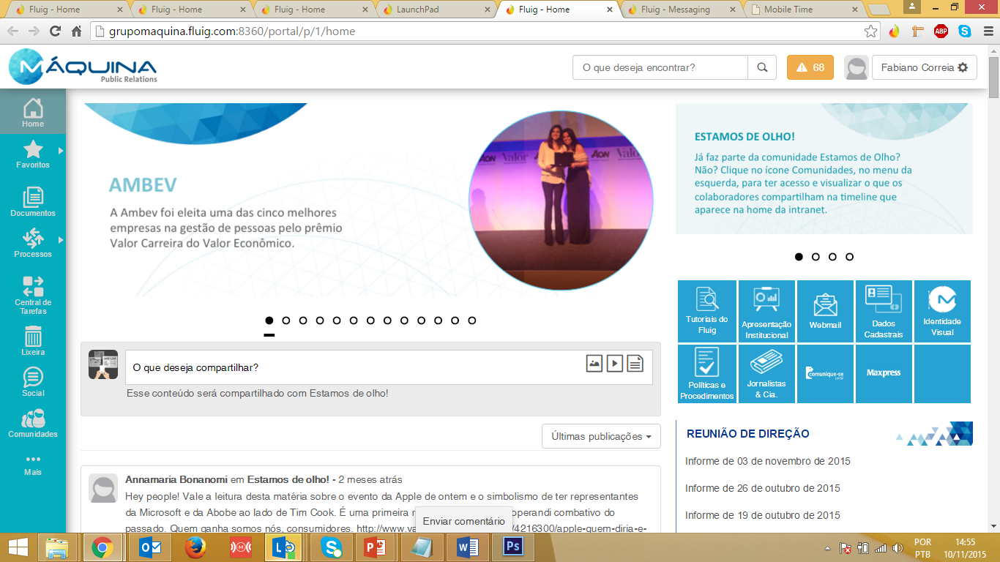 Fluig - Home
Fluig - Home
Fluig - Home
LaunchPad
Fluig - Home
Fluig - Messaging
Mobile Time
grupomaquina.fluig.com:8360/portal/p/1/home
ABP
MÁQUINA
Public Relations
O que deseja encontrar?
68
Fabiano Correia
Home
Favoritos
Documentos
Processos
Central de
Tarefas
Lixeira
Social
Comunidades
Mais
AMBEV
A Ambev foi eleita uma das cinco melhores
empresas na gestão de pessoas pelo prêmio
Valor Carreira do Valor Econômico.
AON Valor AON
ESTAMOS DE OLHO!
Já faz parte da comunidade Estamos de Olho?
Não? Clique no ícone Comunidades, no menu da
esquerda, para ter acesso e visualizar o que os
colaboradores compartilham na timeline que
aparece na home da intranet.
Tutoriais do
Fluig
Apresentação
Institucional
Webmail
Dados
Cadastrais
Identidade
Visual
Políticas e
Procedimentos
Jornalistas
& Cia.
Comunique-se
portal
Maxpress
O que deseja compartilhar?
Esse conteúdo será compartilhado com Estamos de olho!
Últimas publicações
Annamaria Bonanomi em Estamos de olho! - 2 meses atrás
Hey people! Vale a leitura desta matéria sobre o evento da Apple de ontem e o simbolismo de ter representantes
da Microsoft e da Abobe ao lado de Tim Cook. É uma primeira operandi combativo do
passado. Quem ganha somos nós, consumidores. http://www.va /4216300/apple-quem-diria-e-
Enviar comentário
REUNIÃO DE DIREÇÃO
Informe de 03 de novembro de 2015
Informe de 26 de outubro de 2015
Informe de 19 de outubro de 2015
POR
PTB
14:55
10/11/2015